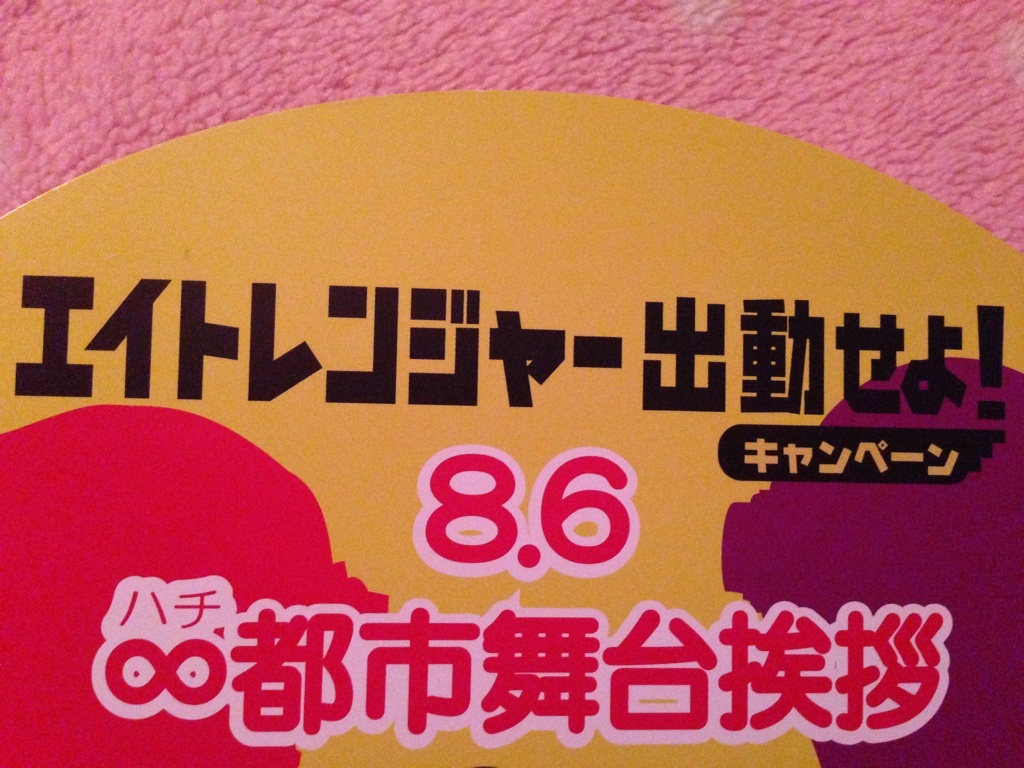 エイトレンジャー出動せよ!
キャンペーン
8.6
ハチ
∞都市舞台挨拶